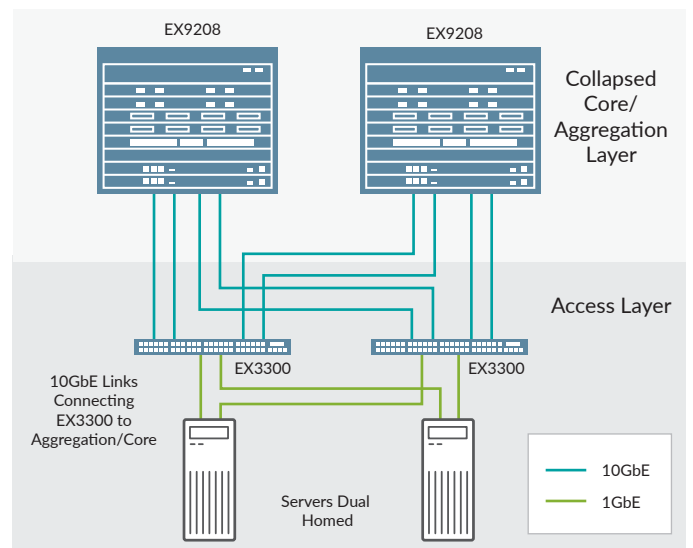 EX9208
EX9208
Collapsed
Core/
Aggregation
Layer
Access Layer
EX3300
EX3300
10GbE Links
Connecting
EX3300 to
Aggregation/Core
Servers Dual
Homed
10GbE
1GbE